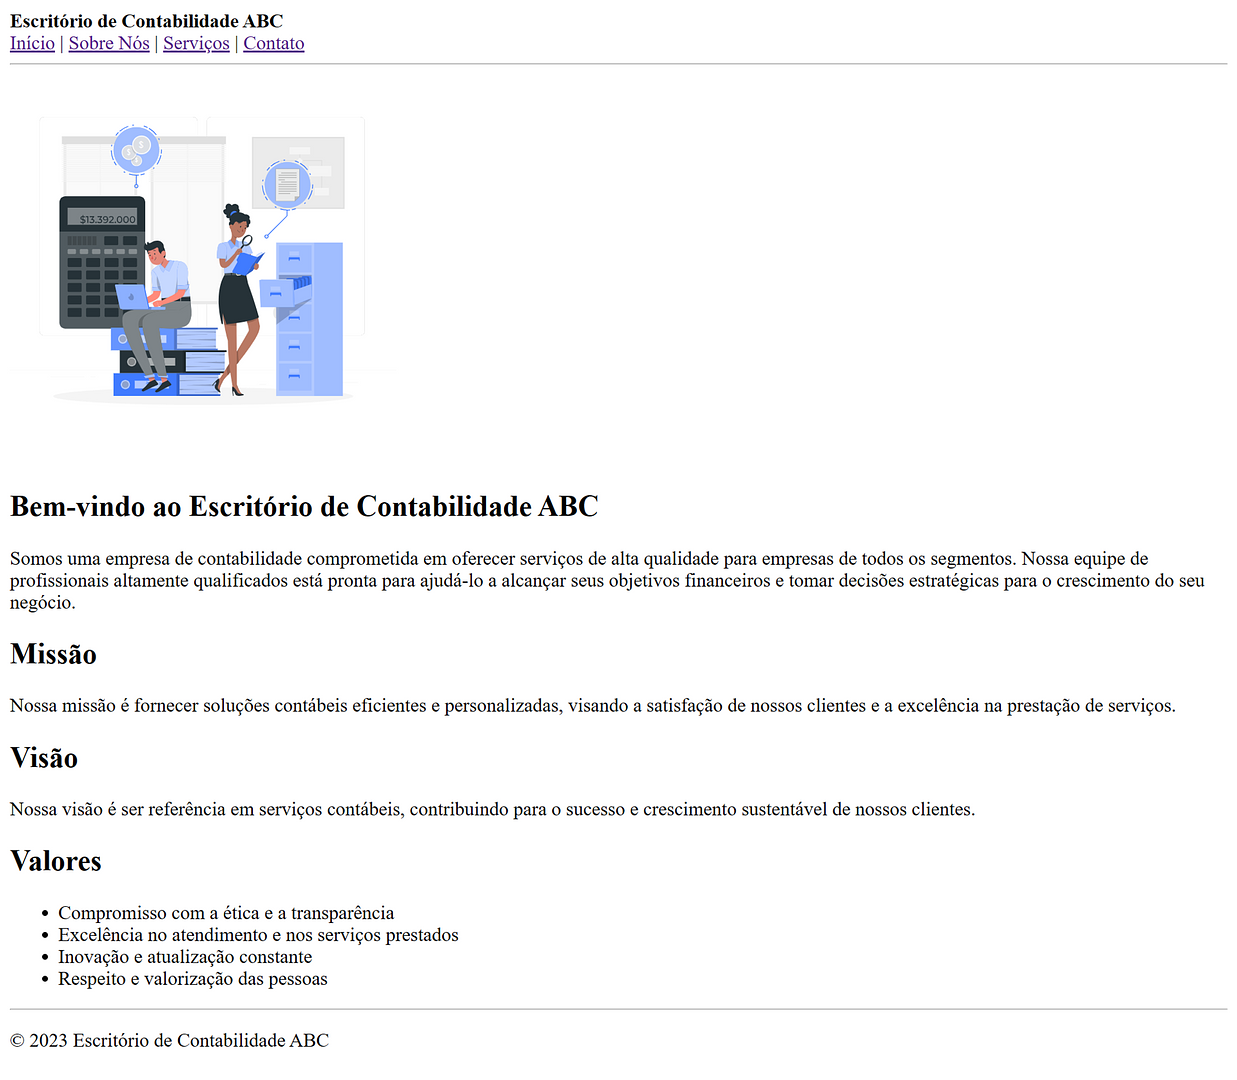 Escritório de Contabilidade ABC
Início | Sobre Nós | Serviços | Contato
$13.392.000
Bem-vindo ao Escritório de Contabilidade ABC
Somos uma empresa de contabilidade comprometida em oferecer serviços de alta qualidade para empresas de todos os segmentos. Nossa equipe de
profissionais altamente qualificados está pronta para ajudá-lo a alcançar seus objetivos financeiros e tomar decisões estratégicas para o crescimento do seu
negócio.
Missão
Nossa missão é fornecer soluções contábeis eficientes e personalizadas, visando a satisfação de nossos clientes e a excelência na prestação de serviços.
Visão
Nossa visão é ser referência em serviços contábeis, contribuindo para o sucesso e crescimento sustentável de nossos clientes.
Valores
• Compromisso com a ética e a transparência
• Excelência no atendimento e nos serviços prestados
• Inovação e atualização constante
• Respeito e valorização das pessoas
© 2023 Escritório de Contabilidade ABC